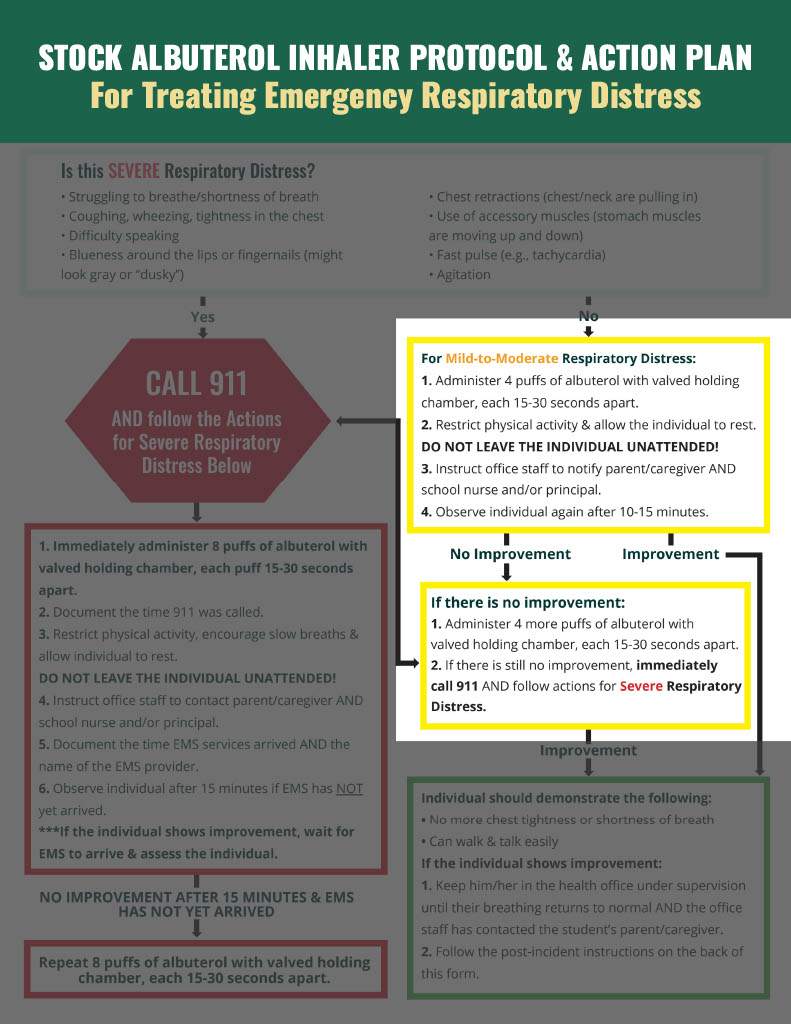 STOCK ALBUTEROL INHALER PROTOCOL & ACTION PLAN
For Treating Emergency Respiratory Distress
Is this SEVERE Respiratory Distress?
• Struggling to breathe/shortness of breath
• Coughing, wheezing, tightness in the chest
• Difficulty speaking
• Blueness around the lips or fingernails (might
look gray or “dusky”)
• Chest retractions (chest/neck are pulling in)
• Use of accessory muscles (stomach muscles
are moving up and down)
• Fast pulse (e.g., tachycardia)
• Agitation
Yes
No
CALL 911
AND follow the Actions
for Severe Respiratory
Distress Below
For Mild-to-Moderate Respiratory Distress:
1. Administer 4 puffs of albuterol with valved holding
chamber, each 15-30 seconds apart.
2. Restrict physical activity & allow the individual to rest.
DO NOT LEAVE THE INDIVIDUAL UNATTENDED!
3. Instruct office staff to notify parent/caregiver AND
school nurse and/or principal.
4. Observe individual again after 10-15 minutes.
No Improvement
Improvement
If there is no improvement:
1. Administer 4 more puffs of albuterol with
valved holding chamber, each 15-30 seconds apart.
2. If there is still no improvement, immediately
call 911 AND follow actions for Severe Respiratory
Distress.
1. Immediately administer 8 puffs of albuterol with
valved holding chamber, each puff 15-30 seconds
apart.
2. Document the time 911 was called.
3. Restrict physical activity, encourage slow breaths &
allow individual to rest.
DO NOT LEAVE THE INDIVIDUAL UNATTENDED!
4. Instruct office staff to contact parent/caregiver AND
school nurse and/or principal.
5. Document the time EMS services arrived AND the
name of the EMS provider.
6. Observe individual after 15 minutes if EMS has NOT
yet arrived.
***If the individual shows improvement, wait for
EMS to arrive & assess the individual.
NO IMPROVEMENT AFTER 15 MINUTES & EMS
HAS NOT YET ARRIVED
Repeat 8 puffs of albuterol with valved holding
chamber, each 15-30 seconds apart.
Improvement
Individual should demonstrate the following:
• No more chest tightness or shortness of breath
• Can walk & talk easily
If the individual shows improvement:
1. Keep him/her in the health office under supervision
until their breathing returns to normal AND the office
staff has contacted the student’s parent/caregiver.
2. Follow the post-incident instructions on the back of
this form.